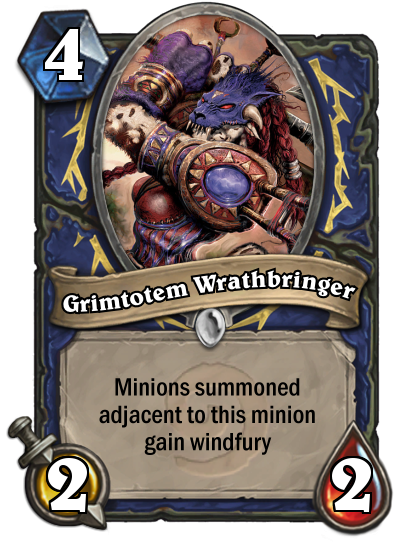 4
Grimtotem Wrathbringer
Minions summoned
adjacent to this minion
gain windfury
2
2